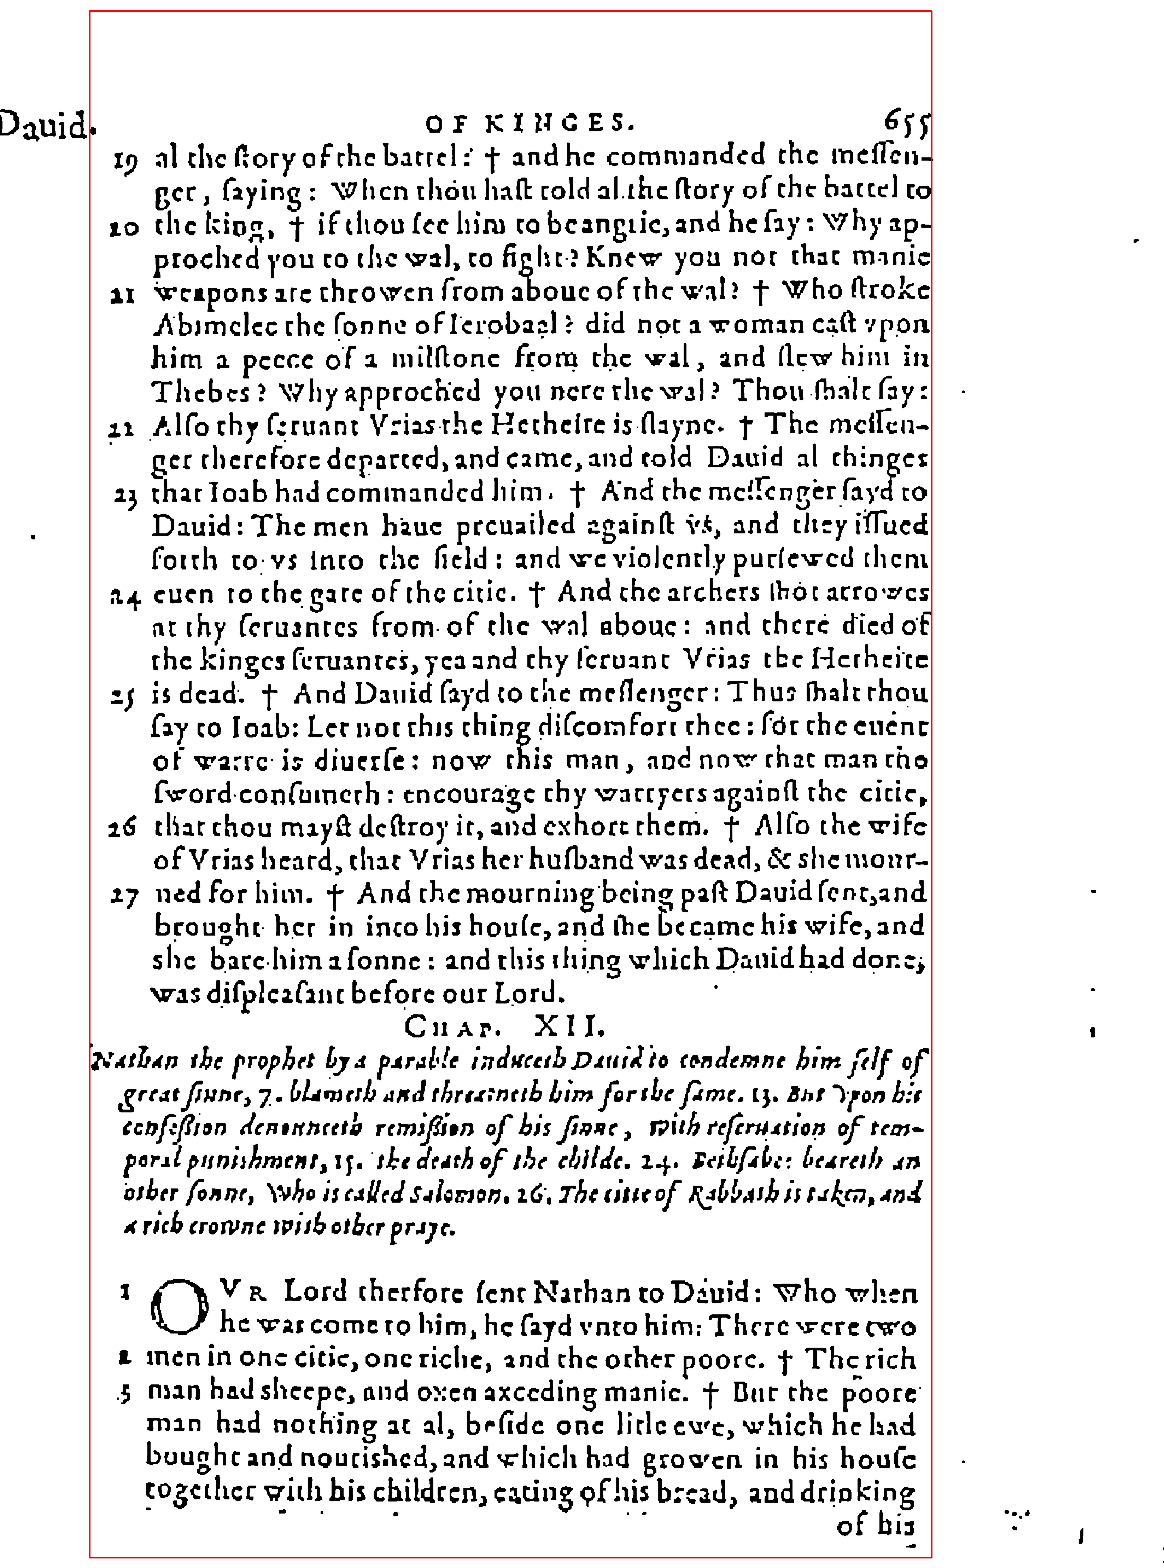 Dauid. OF KINGES. 655
19 al the ſtory of the battel: † and he commanded the meſſen-
ger, ſaying: When thou haſt told al the ſtory of the battel to
20 the king, † if thou ſee him to be angrie, and he ſay: Why ap-
proched you to the wal, to fight? Knew you not that manie
21 weapons are throwen from aboue of the wal? † Who ſtroke
Abimelec the ſonne of Ierobaal? did not a woman caſt vpon
him a peece of a milſtone from the wal, and ſlew him in
Thebes? Why approched you nere the wal? Thou ſhalt ſay:
22 Alſo thy ſeruant Vrias the Hetheite is ſlayne. † The meſſen-
ger therefore departed, and came, and told Dauid al thinges
23 that Ioab had commanded him. † And the meſſenger ſayd to
Dauid: The men haue preuailed againſt vs, and they iſſued
forth to vs into the field: and we violently purſewed them
24 euen to the gate of the citie. † And the archers ſhot arrowes
at thy ſeruantes from of the wal aboue: and there died of
the kinges ſeruantes, yea and thy ſeruant Vrias the Hetheite
25 is dead. † And Dauid ſayd to the meſſenger: Thus ſhalt thou
ſay to Ioab: Let not this thing diſcomfort thee: for the euent
of warre is diuerſe: now this man, and now that man the
ſword conſumeth: encourage thy warryers againſt the citie,
26 that thou mayſt deſtroy it, and exhort them. † Alſo the wife
of Vrias heard, that Vrias her huſband was dead, & she mour-
27 ned for him. † And the mourning being paſt Dauid ſent, and
brought her in into his houſe, and ſhe became his wife, and
she bare him a ſonne: and this thing which Dauid had done,
was diſpleaſant before our Lord.
CHAP. XII.
Nathan the prophet by a parable induceth Dauid to condemne him ſelf of
great ſinne, 7. blameth and threatneth him for the ſame. 13. But vpon his
confeßion denounceth remißion of his ſinne, with reſeruation of tem-
poral punishment, 15. the death of the childe. 24. Bethſabee beareth an
other ſonne, Who is called Salomon. 26. The citie of Rabbath is taken, and
a rich crowne with other praye.
1 OVR Lord therfore ſent Nathan to Dauid: Who when
he was come to him, he ſayd vnto him: There were two
2 men in one citie, one riche, and the other poore. † The rich
3 man had sheepe, and oxen axceding manie. † But the poore
man had nothing at al, beſide one litle ewe, which he had
bought and nourished, and which had growen in his houſe
together with his children, eating of his bread, and drinking
of his